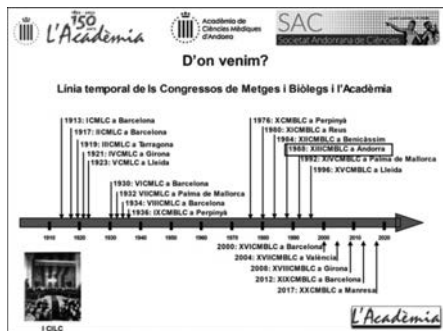 150
L'Acadèmia
Acadèmia de
Ciències Mèdiques
d'Andorra
SAC
Societat Andorrana de Ciències
D'on venim?
Línia temporal de ls Congressos de Metges i Biòlegs i l'Acadèmia
1913: ICMLC a Barcelona
1917: IICMLC a Barcelona
1919: IIICMLC a Tarragona
1921: IVCMLC a Girona
1923: VCMLC a Lleida
1930: VICMLC a Barcelona
1932 VIICMLC a Palma de Mallorca
1934: VIIICMLC a Barcelona
1936: IXCMBLC a Perpinyà
1976: XCMBLC a Perpinyà
1980: XICMBLC a Reus
1984: XIICMBLC a Benicàssim
1988: XIIICMBLC a Andorra
1992: XIVCMBLC a Palma de Mallorca
1996: XVCMBLC a Lleida
1910 1920 1930 1940 1950 1960 1970 1980 1990 2000 2010 2020
2000: XVICMBLC a Barcelona
2004: XVIICMBLC a València
2008: XVIIICMBLC a Girona
2012: XIXCMBLC a Barcelona
2017: XXCMBLC a Manresa
I CILC
L'Acadèmia